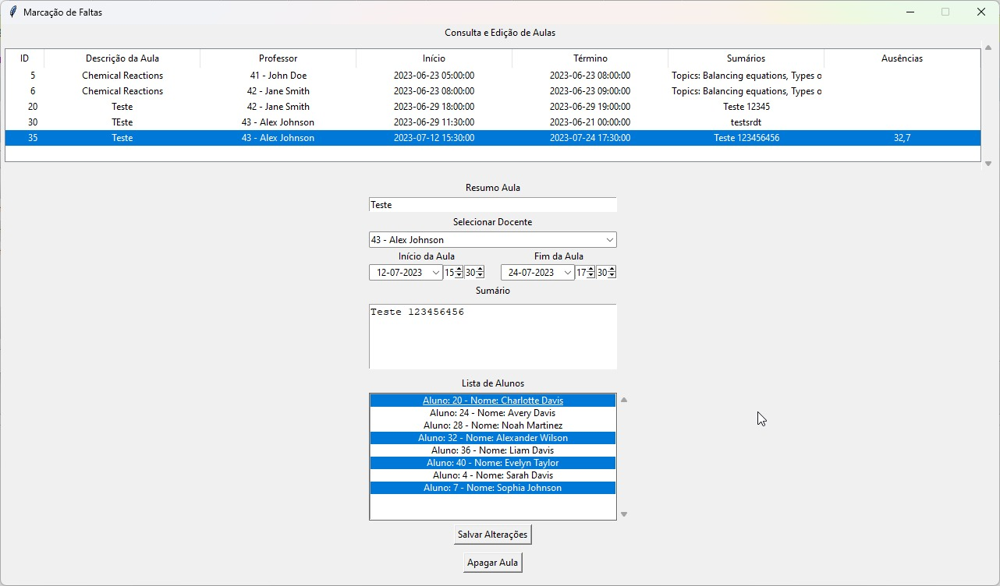 Marcação de Faltas
Consulta e Edição de Aulas
ID Descrição da Aula Professor Início Término Sumários Ausências
5 Chemical Reactions 41 - John Doe 2023-06-23 05:00:00 2023-06-23 08:00:00 Topics: Balancing equations, Types o
6 Chemical Reactions 42 - Jane Smith 2023-06-23 08:00:00 2023-06-23 09:00:00 Topics: Balancing equations, Types o
20 Teste 42 - Jane Smith 2023-06-29 18:00:00 2023-06-29 19:00:00 Teste 12345
30 TEste 43 - Alex Johnson 2023-06-29 11:30:00 2023-06-21 00:00:00 testsrdt
35 Teste 43 - Alex Johnson 2023-07-12 15:30:00 2023-07-24 17:30:00 Teste 123456456 32,7
Resumo Aula
Teste
Selecionar Docente
43 - Alex Johnson
Início da Aula Fim da Aula
12-07-2023 15 30 24-07-2023 17 30
Sumário
Teste 123456456
Lista de Alunos
Aluno: 20 - Nome: Charlotte Davis
Aluno: 24 - Nome: Avery Davis
Aluno: 28 - Nome: Noah Martinez
Aluno: 32 - Nome: Alexander Wilson
Aluno: 36 - Nome: Liam Davis
Aluno: 40 - Nome: Evelyn Taylor
Aluno: 4 - Nome: Sarah Davis
Aluno: 7 - Nome: Sophia Johnson
Salvar Alterações
Apagar Aula